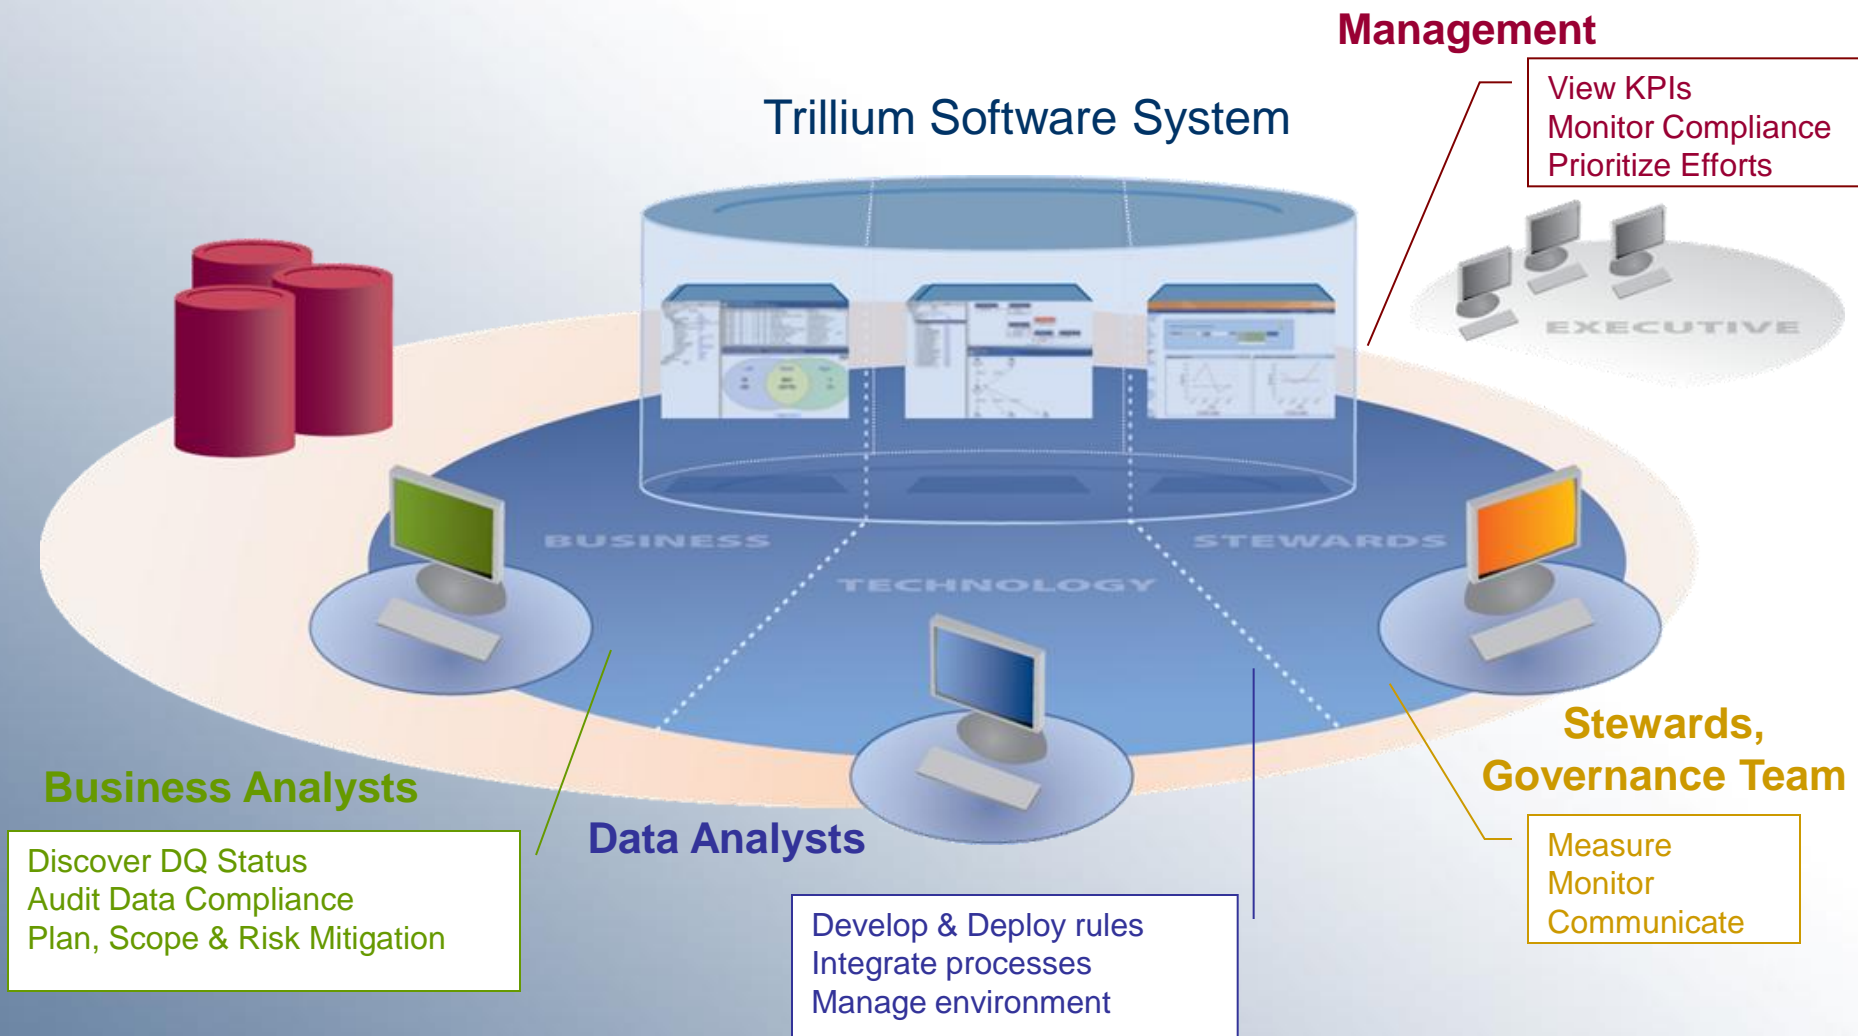 Management
View KPIs
Monitor Compliance
Prioritize Efforts
Trillium Software System
EXECUTIVE
BUSINESS
STEWARDS
TECHNOLOGY
Stewards,
Governance Team
Measure
Monitor
Communicate
Business Analysts
Discover DQ Status
Audit Data Compliance
Plan, Scope & Risk Mitigation
Data Analysts
Develop & Deploy rules
Integrate processes
Manage environment